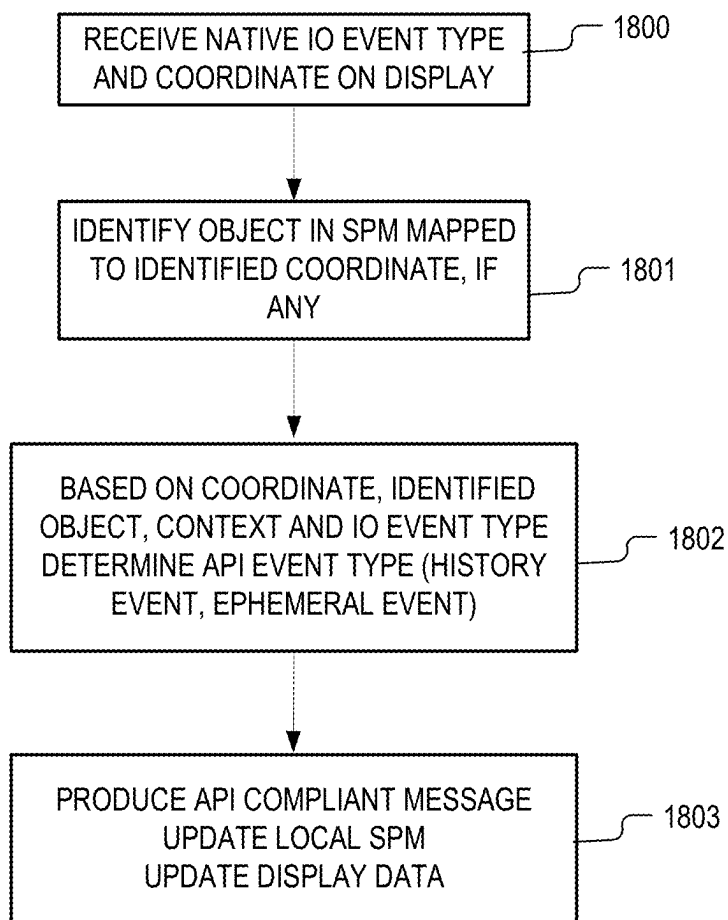 RECEIVE NATIVE IO EVENT TYPE
AND COORDINATE ON DISPLAY
1800
IDENTIFY OBJECT IN SPM MAPPED
TO IDENTIFIED COORDINATE, IF
ANY
1801
BASED ON COORDINATE, IDENTIFIED
OBJECT, CONTEXT AND IO EVENT TYPE
DETERMINE API EVENT TYPE (HISTORY
EVENT, EPHEMERAL EVENT)
1802
PRODUCE API COMPLIANT MESSAGE
UPDATE LOCAL SPM
UPDATE DISPLAY DATA
1803